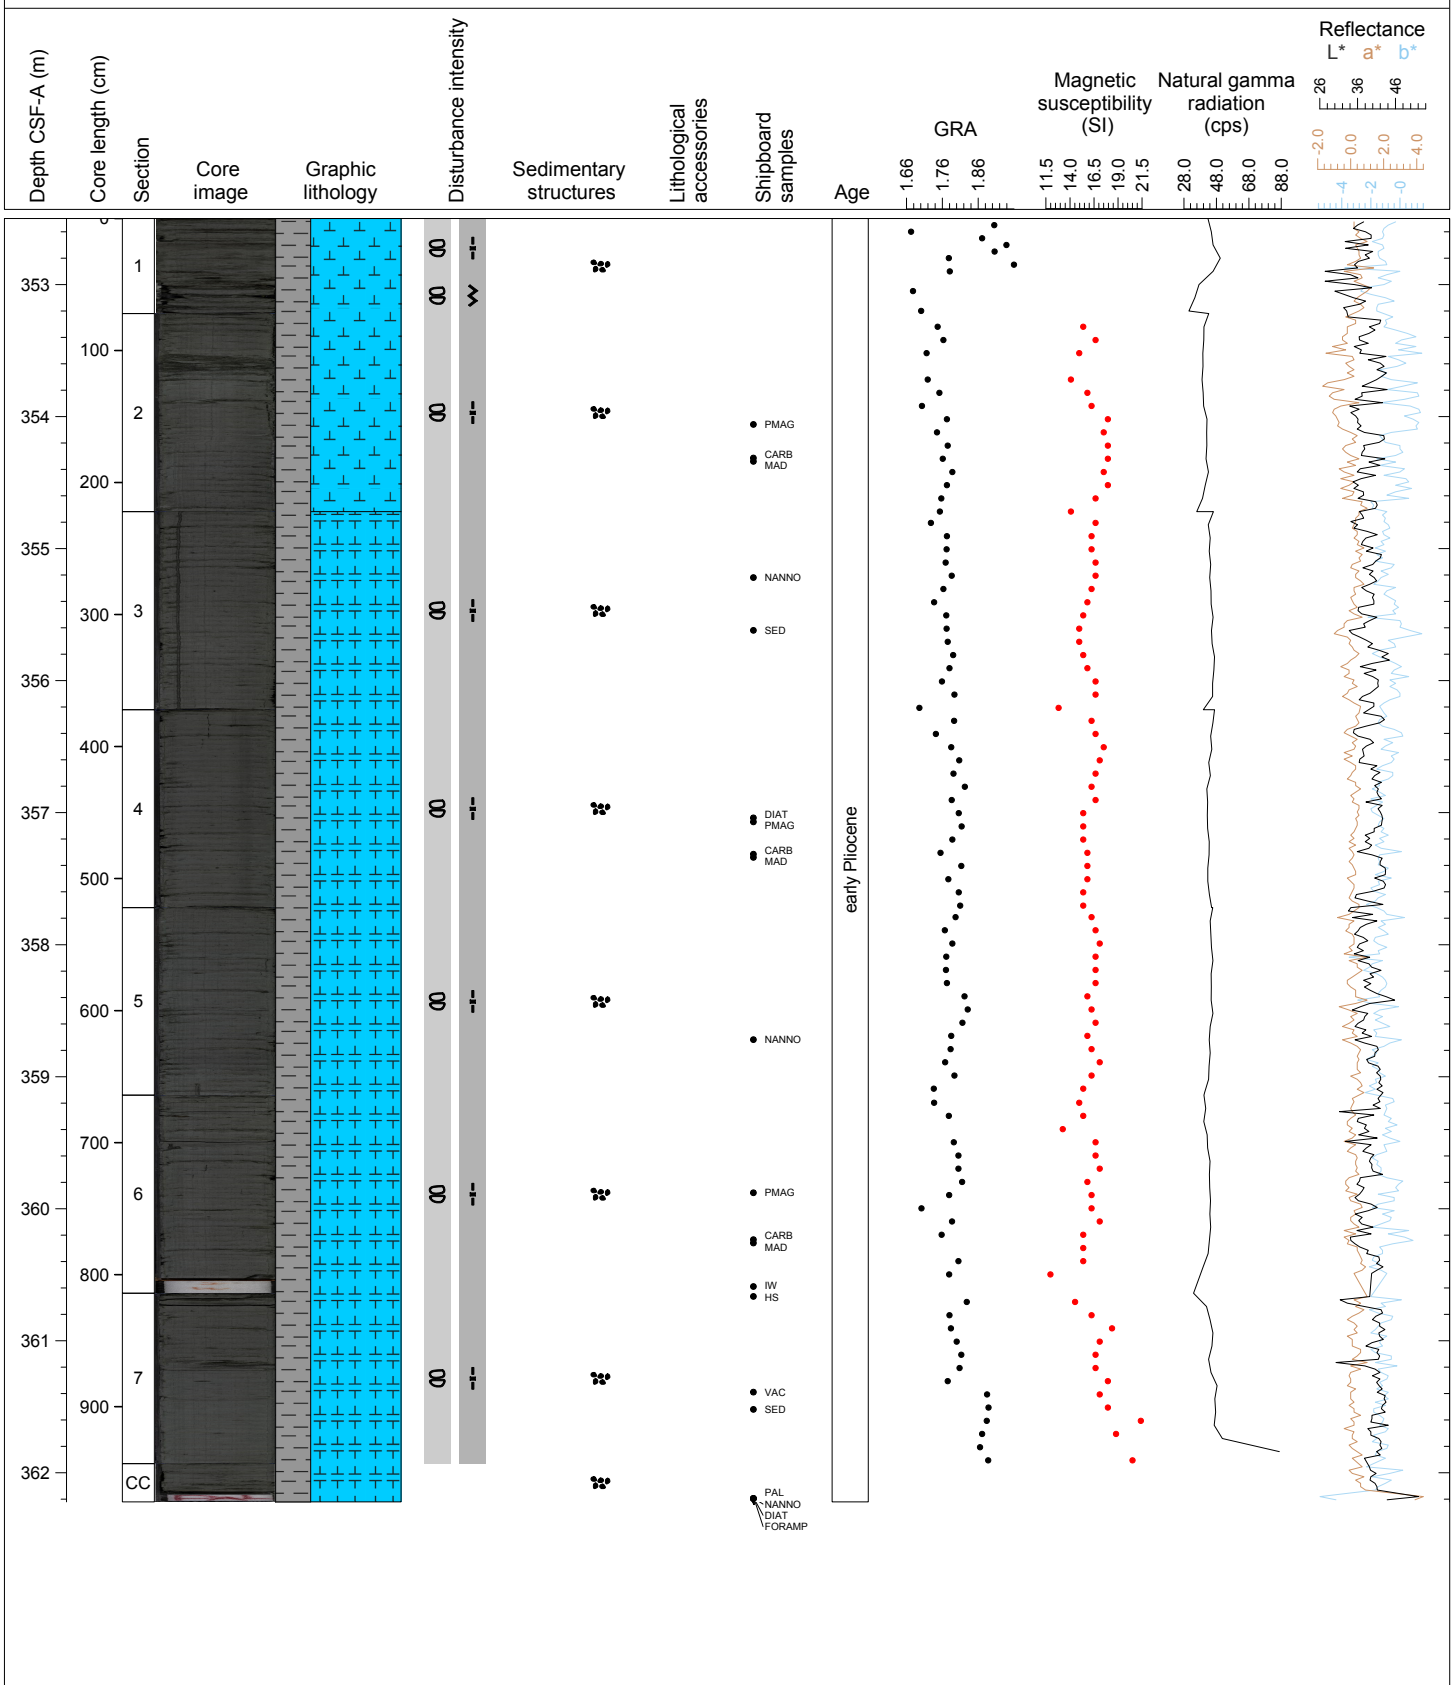 Depth CSF-A (m)
Core length (cm)
Section
Core
image
Graphic
lithology
Disturbance intensity
Sedimentary
structures
Lithological
accessories
Shipboard
samples
Age
GRA
1.66 1.76 1.86
Magnetic
susceptibility
(SI)
11.5 14.0 16.5 19.0 21.5
Natural gamma
radiation
(cps)
28.0 48.0 68.0 88.0
Reflectance
L* a* b*
26 36 46
-2.0 0.0 2.0 4.0
-4 -2 -0
353
354
355
356
357
358
359
360
361
362
0
100
200
300
400
500
600
700
800
900
1
2
3
4
5
6
7
CC
PMAG
CARB
MAD
NANNO
SED
DIAT
PMAG
CARB
MAD
NANNO
PMAG
CARB
MAD
IW
HS
VAC
SED
PAL
NANNO
DIAT
FORAMP
early Pliocene